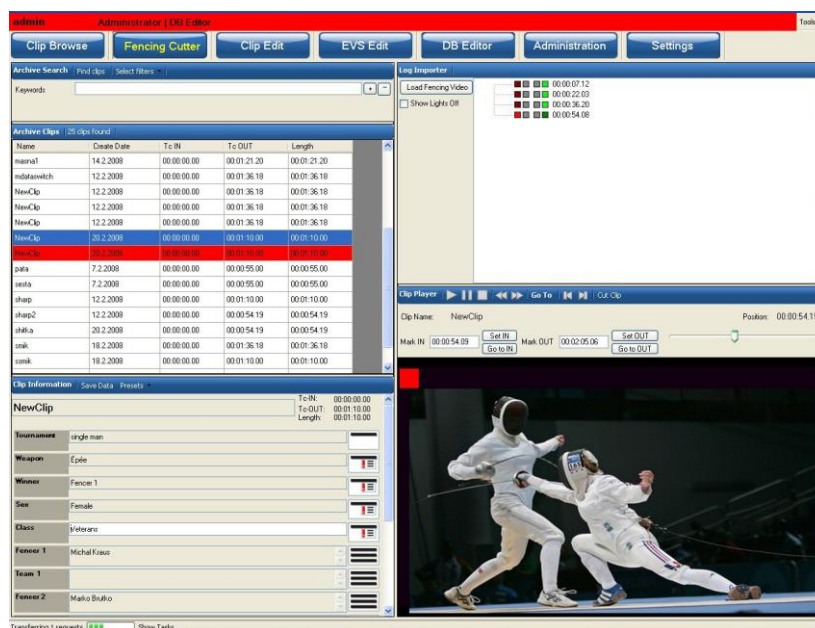 admin Administrator | DB Editor
Tools
Clip Browse Fencing Cutter Clip Edit EVS Edit DB Editor Administration Settings
Archive Search Find clips Select filters
Keywords + -
Archive Clips 25 clips found
Name Create Date Tc IN Tc OUT Length
masna1 14.2.2008 00:00:00.00 00:01:21.20 00:01:21.20
mdataswitch 12.2.2008 00:00:00.00 00:01:36.18 00:01:36.18
NewClip 12.2.2008 00:00:00.00 00:01:36.18 00:01:36.18
NewClip 12.2.2008 00:00:00.00 00:01:36.18 00:01:36.18
NewClip 12.2.2008 00:00:00.00 00:01:36.18 00:01:36.18
NewClip 20.2.2008 00:00:00.00 00:01:10.00 00:01:10.00
NewClip 20.2.2008 00:00:00.00 00:01:10.00 00:01:10.00
pata 7.2.2008 00:00:00.00 00:00:55.00 00:00:55.00
sesta 7.2.2008 00:00:00.00 00:00:55.00 00:00:55.00
sharp 12.2.2008 00:00:00.00 00:01:10.00 00:01:10.00
sharp2 12.2.2008 00:00:00.00 00:00:54.19 00:00:54.19
shitka 20.2.2008 00:00:00.00 00:00:54.19 00:00:54.19
smik 18.2.2008 00:00:00.00 00:01:36.18 00:01:36.18
ssmik 18.2.2008 00:00:00.00 00:01:10.00 00:01:10.00
Clip Information Save Data Presets
NewClip
Tc-IN: 00:00:00.00
Tc-OUT: 00:01:10.00
Length: 00:01:10.00
Tournament single man
Weapon Épée
Winner Fencer 1
Sex Female
Class Veterans
Fencer 1 Michal Kraus
Team 1
Fencer 2 Marko Brutko
Transferring 1 requests Show Tasks
Log Importer
Load Fencing Video
Show Lights Off
00:00:07.12
00:00:22.03
00:00:36.20
00:00:54.08
Clip Player Go To Cut Clip
Clip Name: NewClip Position: 00:00:54.19
Mark IN 00:00:54.09 Set IN Mark OUT 00:02:05.06 Set OUT
Go to IN Go to OUT